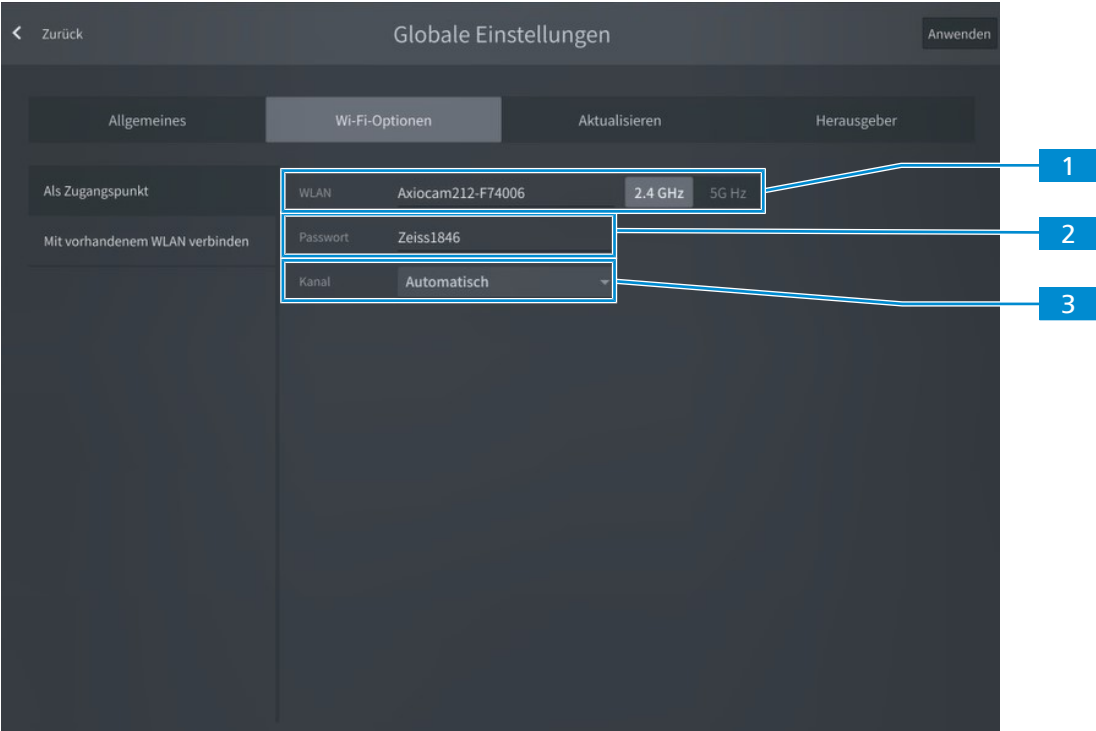 Zurück
Globale Einstellungen
Anwenden
Allgemeines
Wi-Fi-Optionen
Aktualisieren
Herausgeber
Als Zugangspunkt
WLAN Axiocam212-F74006 2.4 GHz 5G Hz
1
Mit vorhandenem WLAN verbinden
Passwort Zeiss1846
2
Kanal Automatisch
3